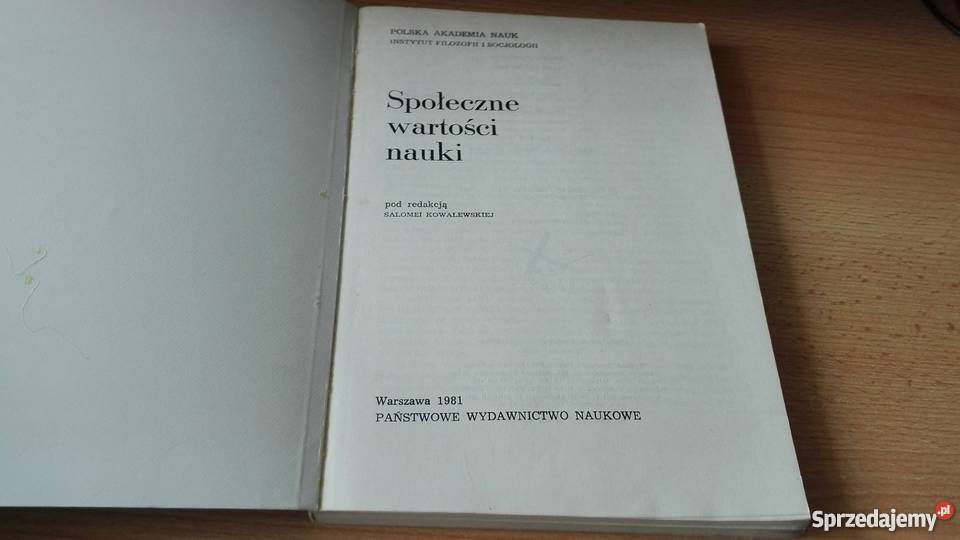 POLSKA AKADEMIA NAUK
INSTYTUT FILOZOFII I SOCJOLOGII
Społeczne
wartości
nauki
pod redakcją
SALOMEI KOWALEWSKIEJ
Warszawa 1981
PAŃSTWOWE WYDAWNICTWO NAUKOWE
Sprzedajemy.pl